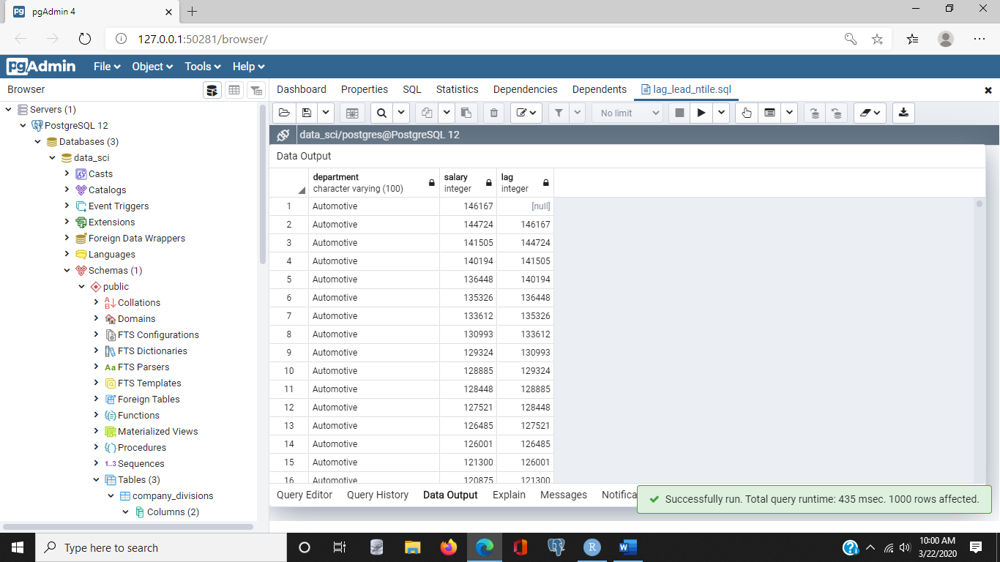 pgAdmin 4
127.0.0.1:50281/browser/
pgAdmin File Object Tools Help
Browser
Dashboard Properties SQL Statistics Dependencies Dependents lag_lead_ntile.sql
No limit
data_sci/postgres@PostgreSQL 12
Servers (1)
PostgreSQL 12
Databases (3)
data_sci
Casts
Catalogs
Event Triggers
Extensions
Foreign Data Wrappers
Languages
Schemas (1)
public
Collations
Domains
FTS Configurations
FTS Dictionaries
Aa FTS Parsers
FTS Templates
Foreign Tables
Functions
Materialized Views
Procedures
1..3 Sequences
Tables (3)
company_divisions
Columns (2)
Data Output
department salary lag
character varying (100) integer integer
1 Automotive 146167 [null]
2 Automotive 144724 146167
3 Automotive 141505 144724
4 Automotive 140194 141505
5 Automotive 136448 140194
6 Automotive 135326 136448
7 Automotive 133612 135326
8 Automotive 130993 133612
9 Automotive 129324 130993
10 Automotive 128885 129324
11 Automotive 128448 128885
12 Automotive 127521 128448
13 Automotive 126485 127521
14 Automotive 126001 126485
15 Automotive 121300 126001
16 Automotive 120875 121300
Query Editor Query History Data Output Explain Messages Notifica
Successfully run. Total query runtime: 435 msec. 1000 rows affected.
Type here to search
10:00 AM
3/22/2020